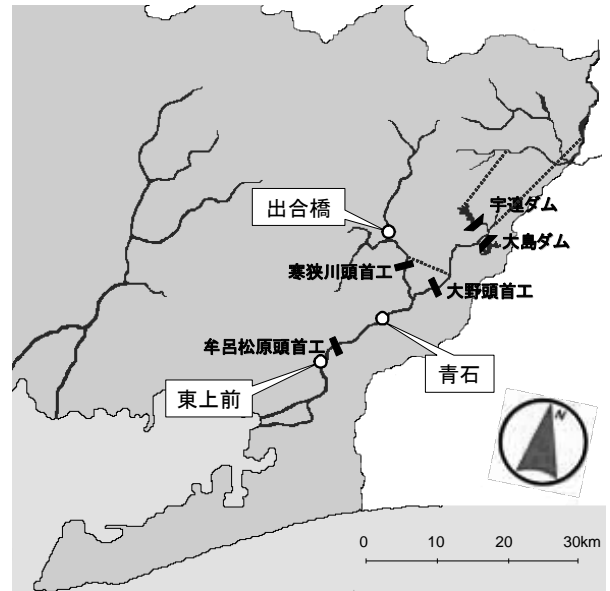 出合橋
宇連ダム
大島ダム
寒狭川頭首工
大野頭首工
牟呂松原頭首工
青石
東上前
N
0 10 20 30km